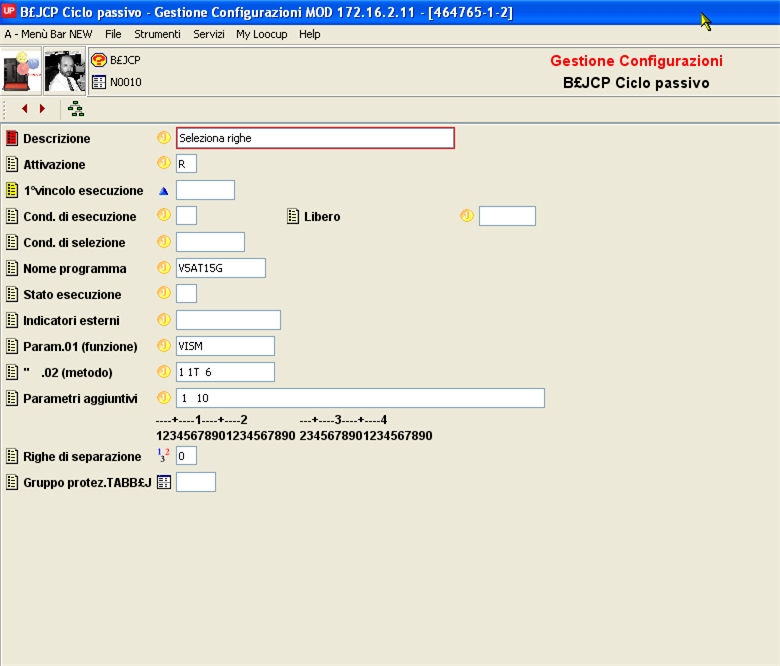 UP B£JCP Ciclo passivo - Gestione Configurazioni MOD 172.16.2.11 - [464765-1-2]
A - Menù Bar NEW File Strumenti Servizi My Loocup Help
B£JCP
N0010
Gestione Configurazioni
B£JCP Ciclo passivo
Descrizione Seleziona righe
Attivazione R
1°vincolo esecuzione
Cond. di esecuzione Libero
Cond. di selezione
Nome programma V5AT15G
Stato esecuzione
Indicatori esterni
Param.01 (funzione) VISM
" .02 (metodo) 1 1T 6
Parametri aggiuntivi 1 10
----+----1----+----2 ---+----3----+----4
12345678901234567890 2345678901234567890
Righe di separazione 123 0
Gruppo protez.TABB£J